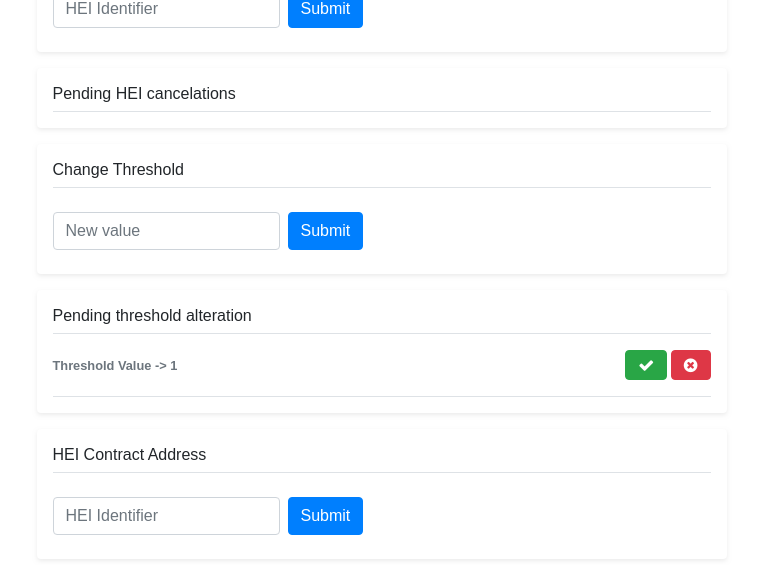 HEI Identifier Submit
Pending HEI cancelations
Change Threshold
New value Submit
Pending threshold alteration
Threshold Value -> 1
HEI Contract Address
HEI Identifier Submit